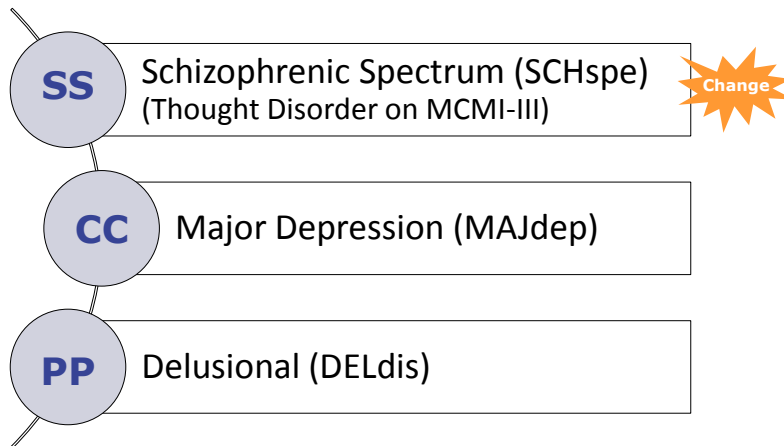 SS
Schizophrenic Spectrum (SCHspe)
(Thought Disorder on MCMI-III)
Change
CC
Major Depression (MAJdep)
PP
Delusional (DELdis)